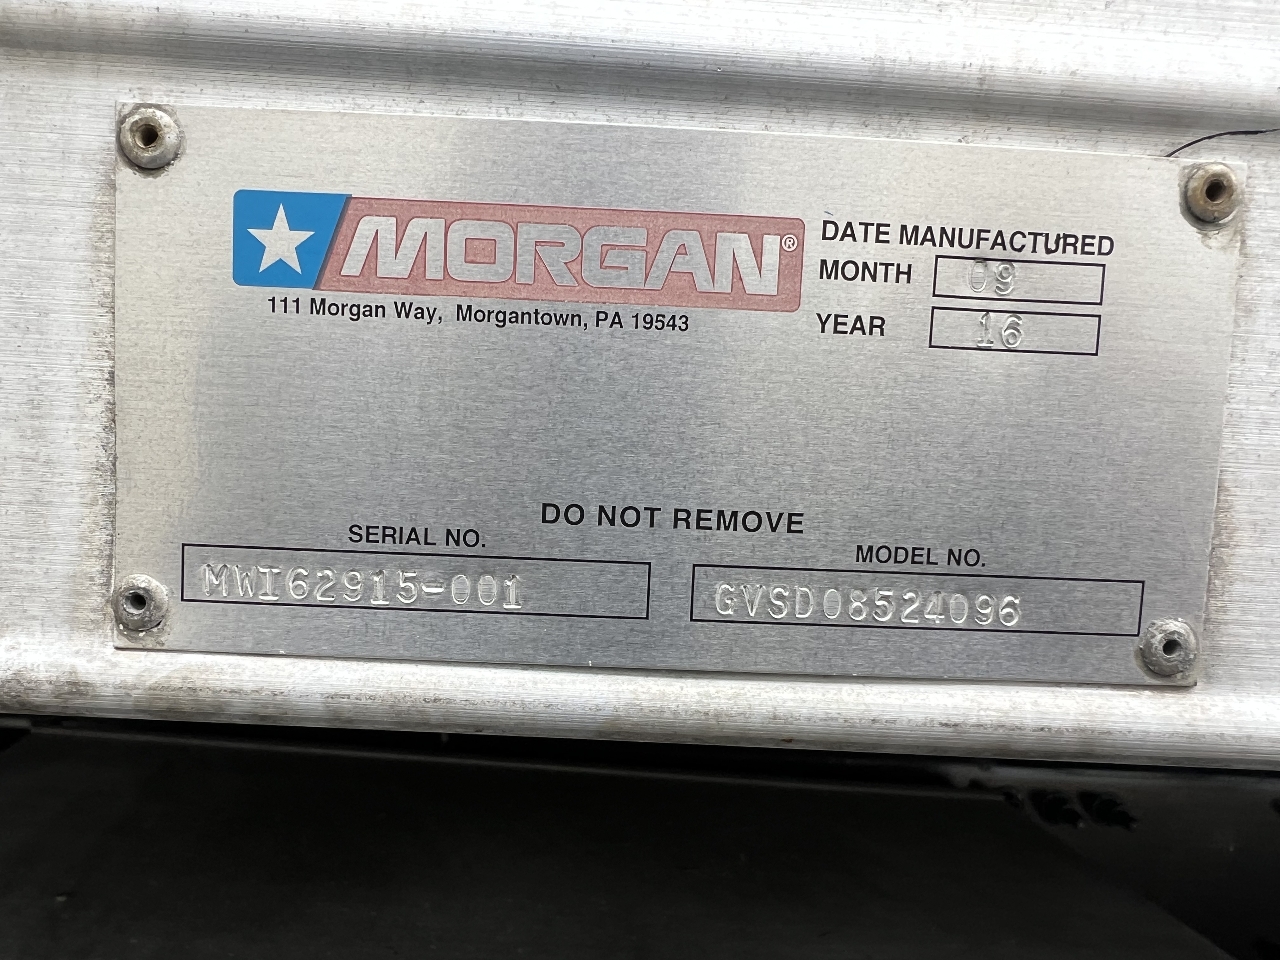 MORGAN®
111 Morgan Way, Morgantown, PA 19543
DATE MANUFACTURED
MONTH 09
YEAR 16
DO NOT REMOVE
SERIAL NO.
MWI62915-001
MODEL NO.
GVSD08524096